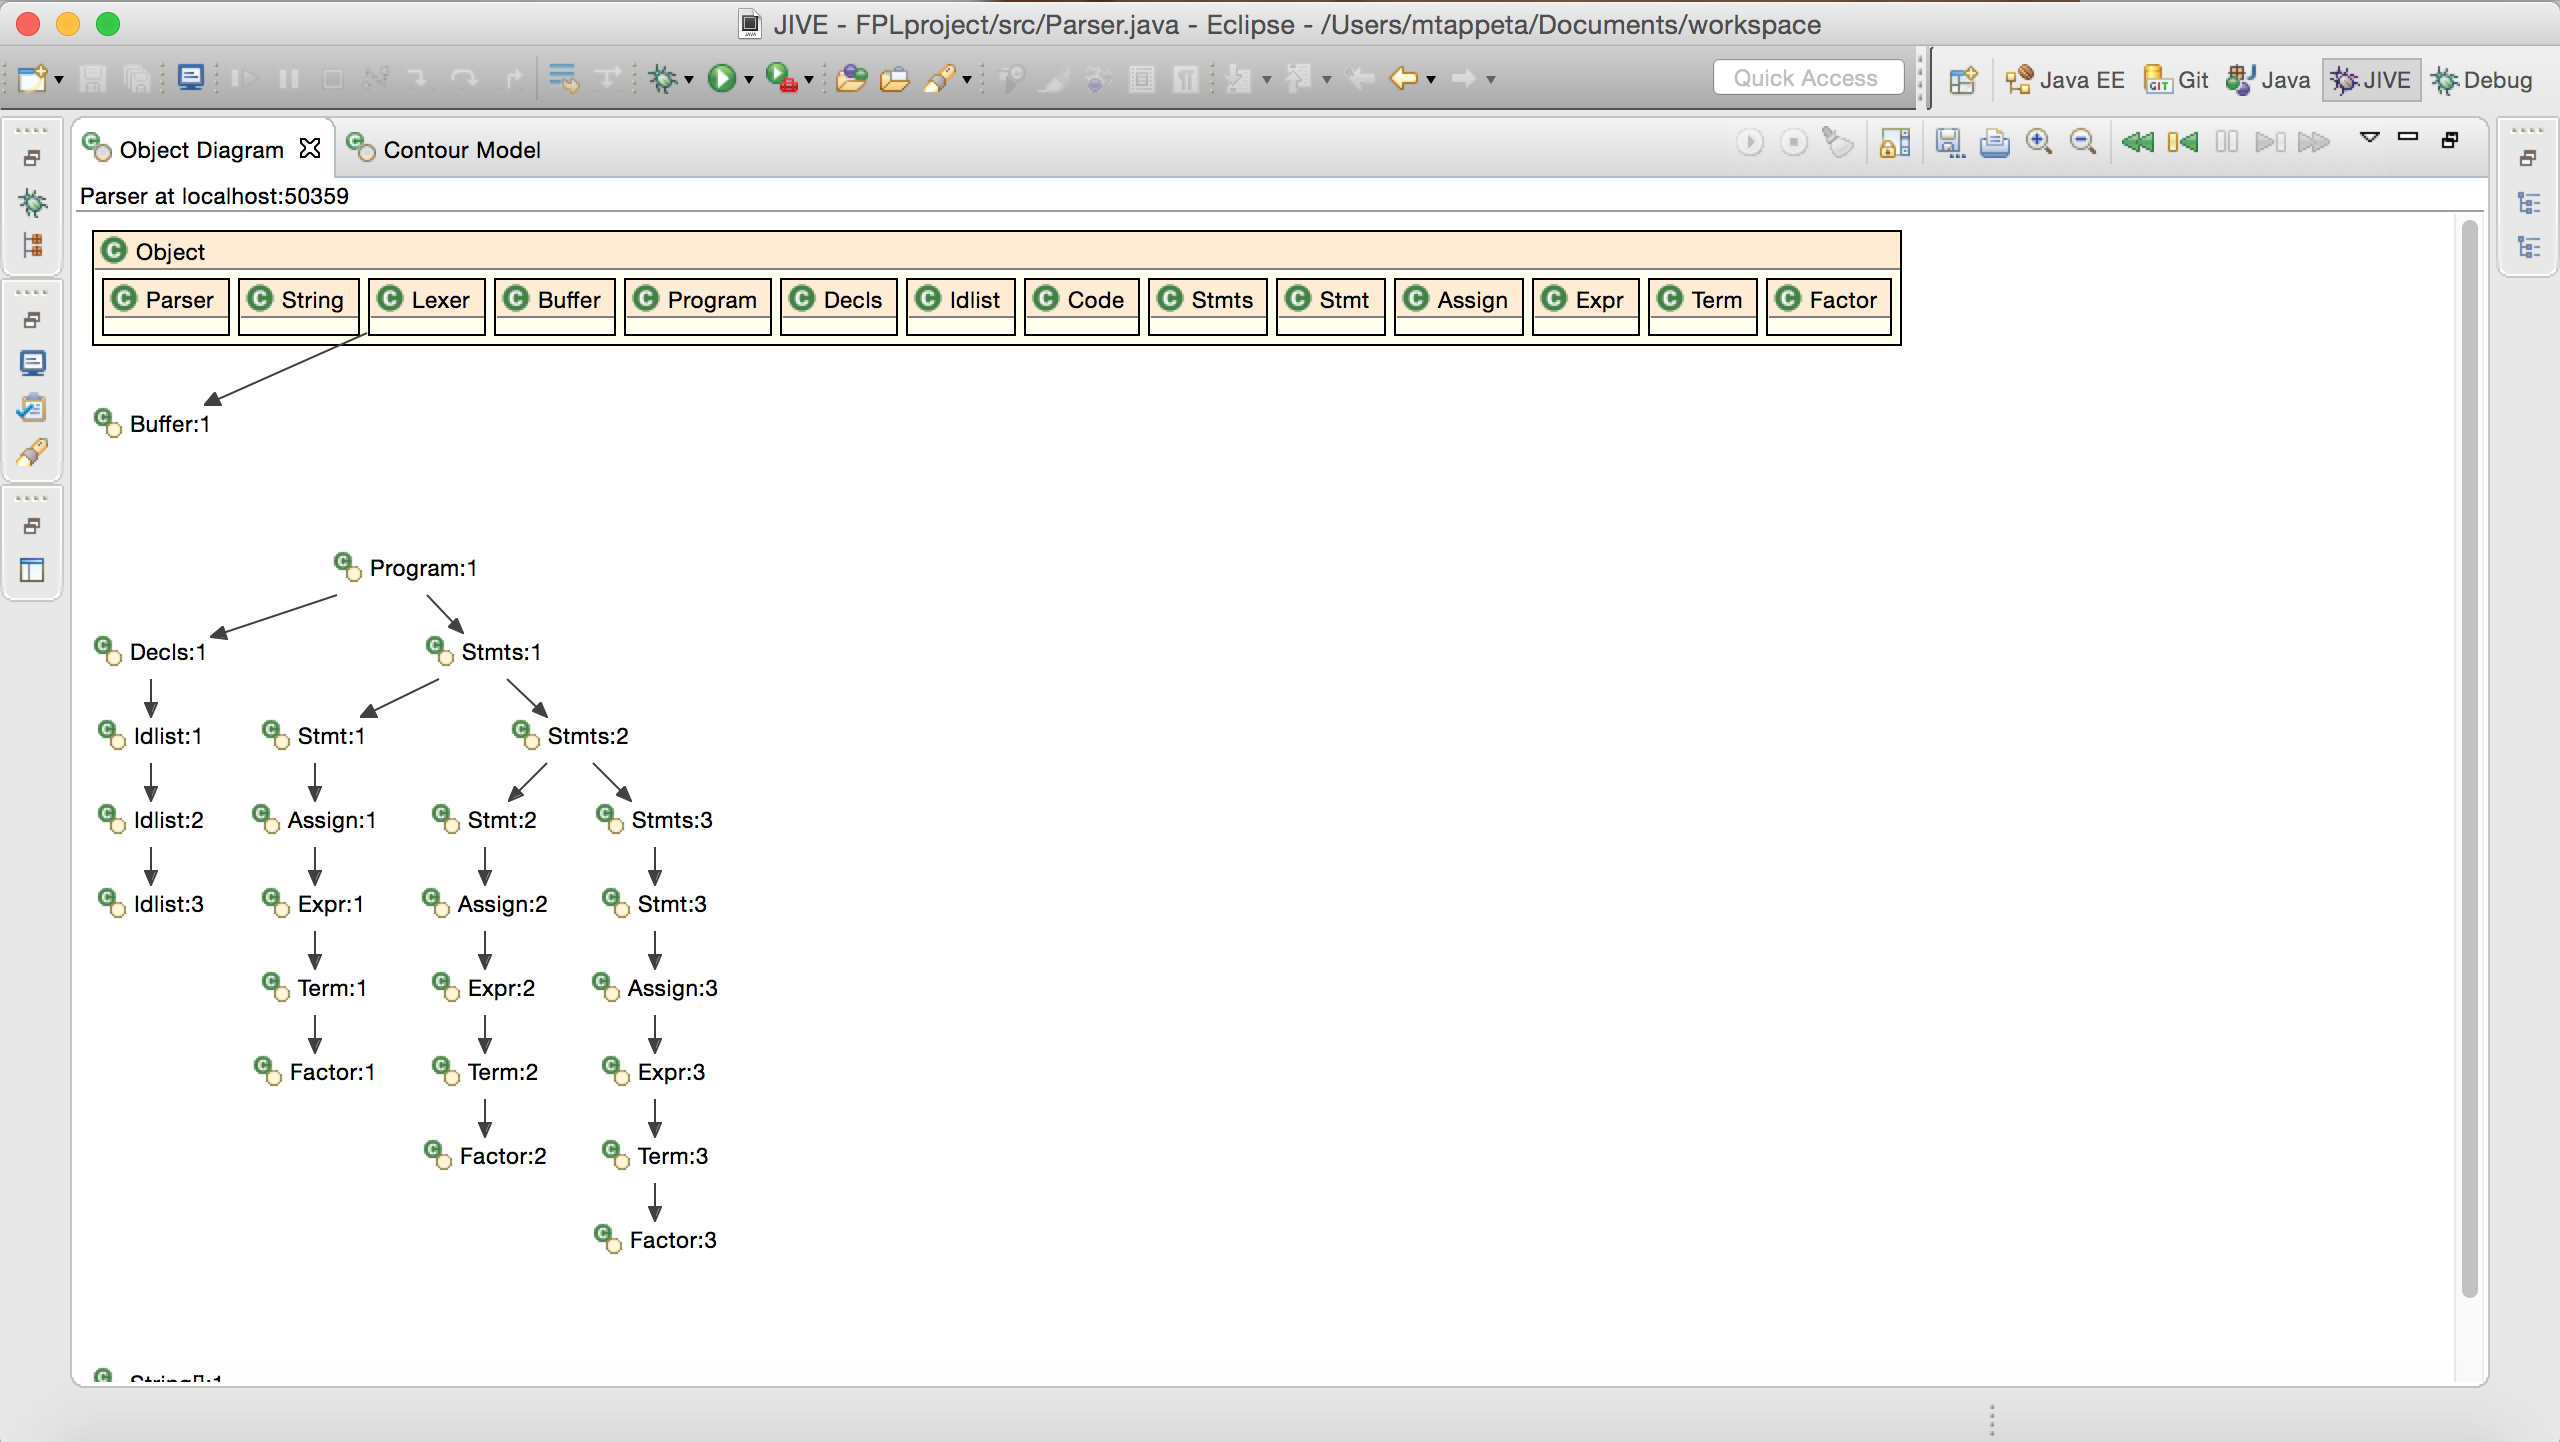 JIVE - FPLproject/src/Parser.java - Eclipse - /Users/mtappeta/Documents/workspace
Quick Access Java EE Git Java JIVE Debug
Object Diagram Contour Model
Parser at localhost:50359
Object
Parser String Lexer Buffer Program Decls Idlist Code Stmts Stmt Assign Expr Term Factor
Buffer:1
Program:1
Decls:1 Stmts:1
Idlist:1 Stmt:1 Stmts:2
Idlist:2 Assign:1 Stmt:2 Stmts:3
Idlist:3 Expr:1 Assign:2 Stmt:3
Term:1 Expr:2 Assign:3
Factor:1 Term:2 Expr:3
Factor:2 Term:3
Factor:3
String[]:1